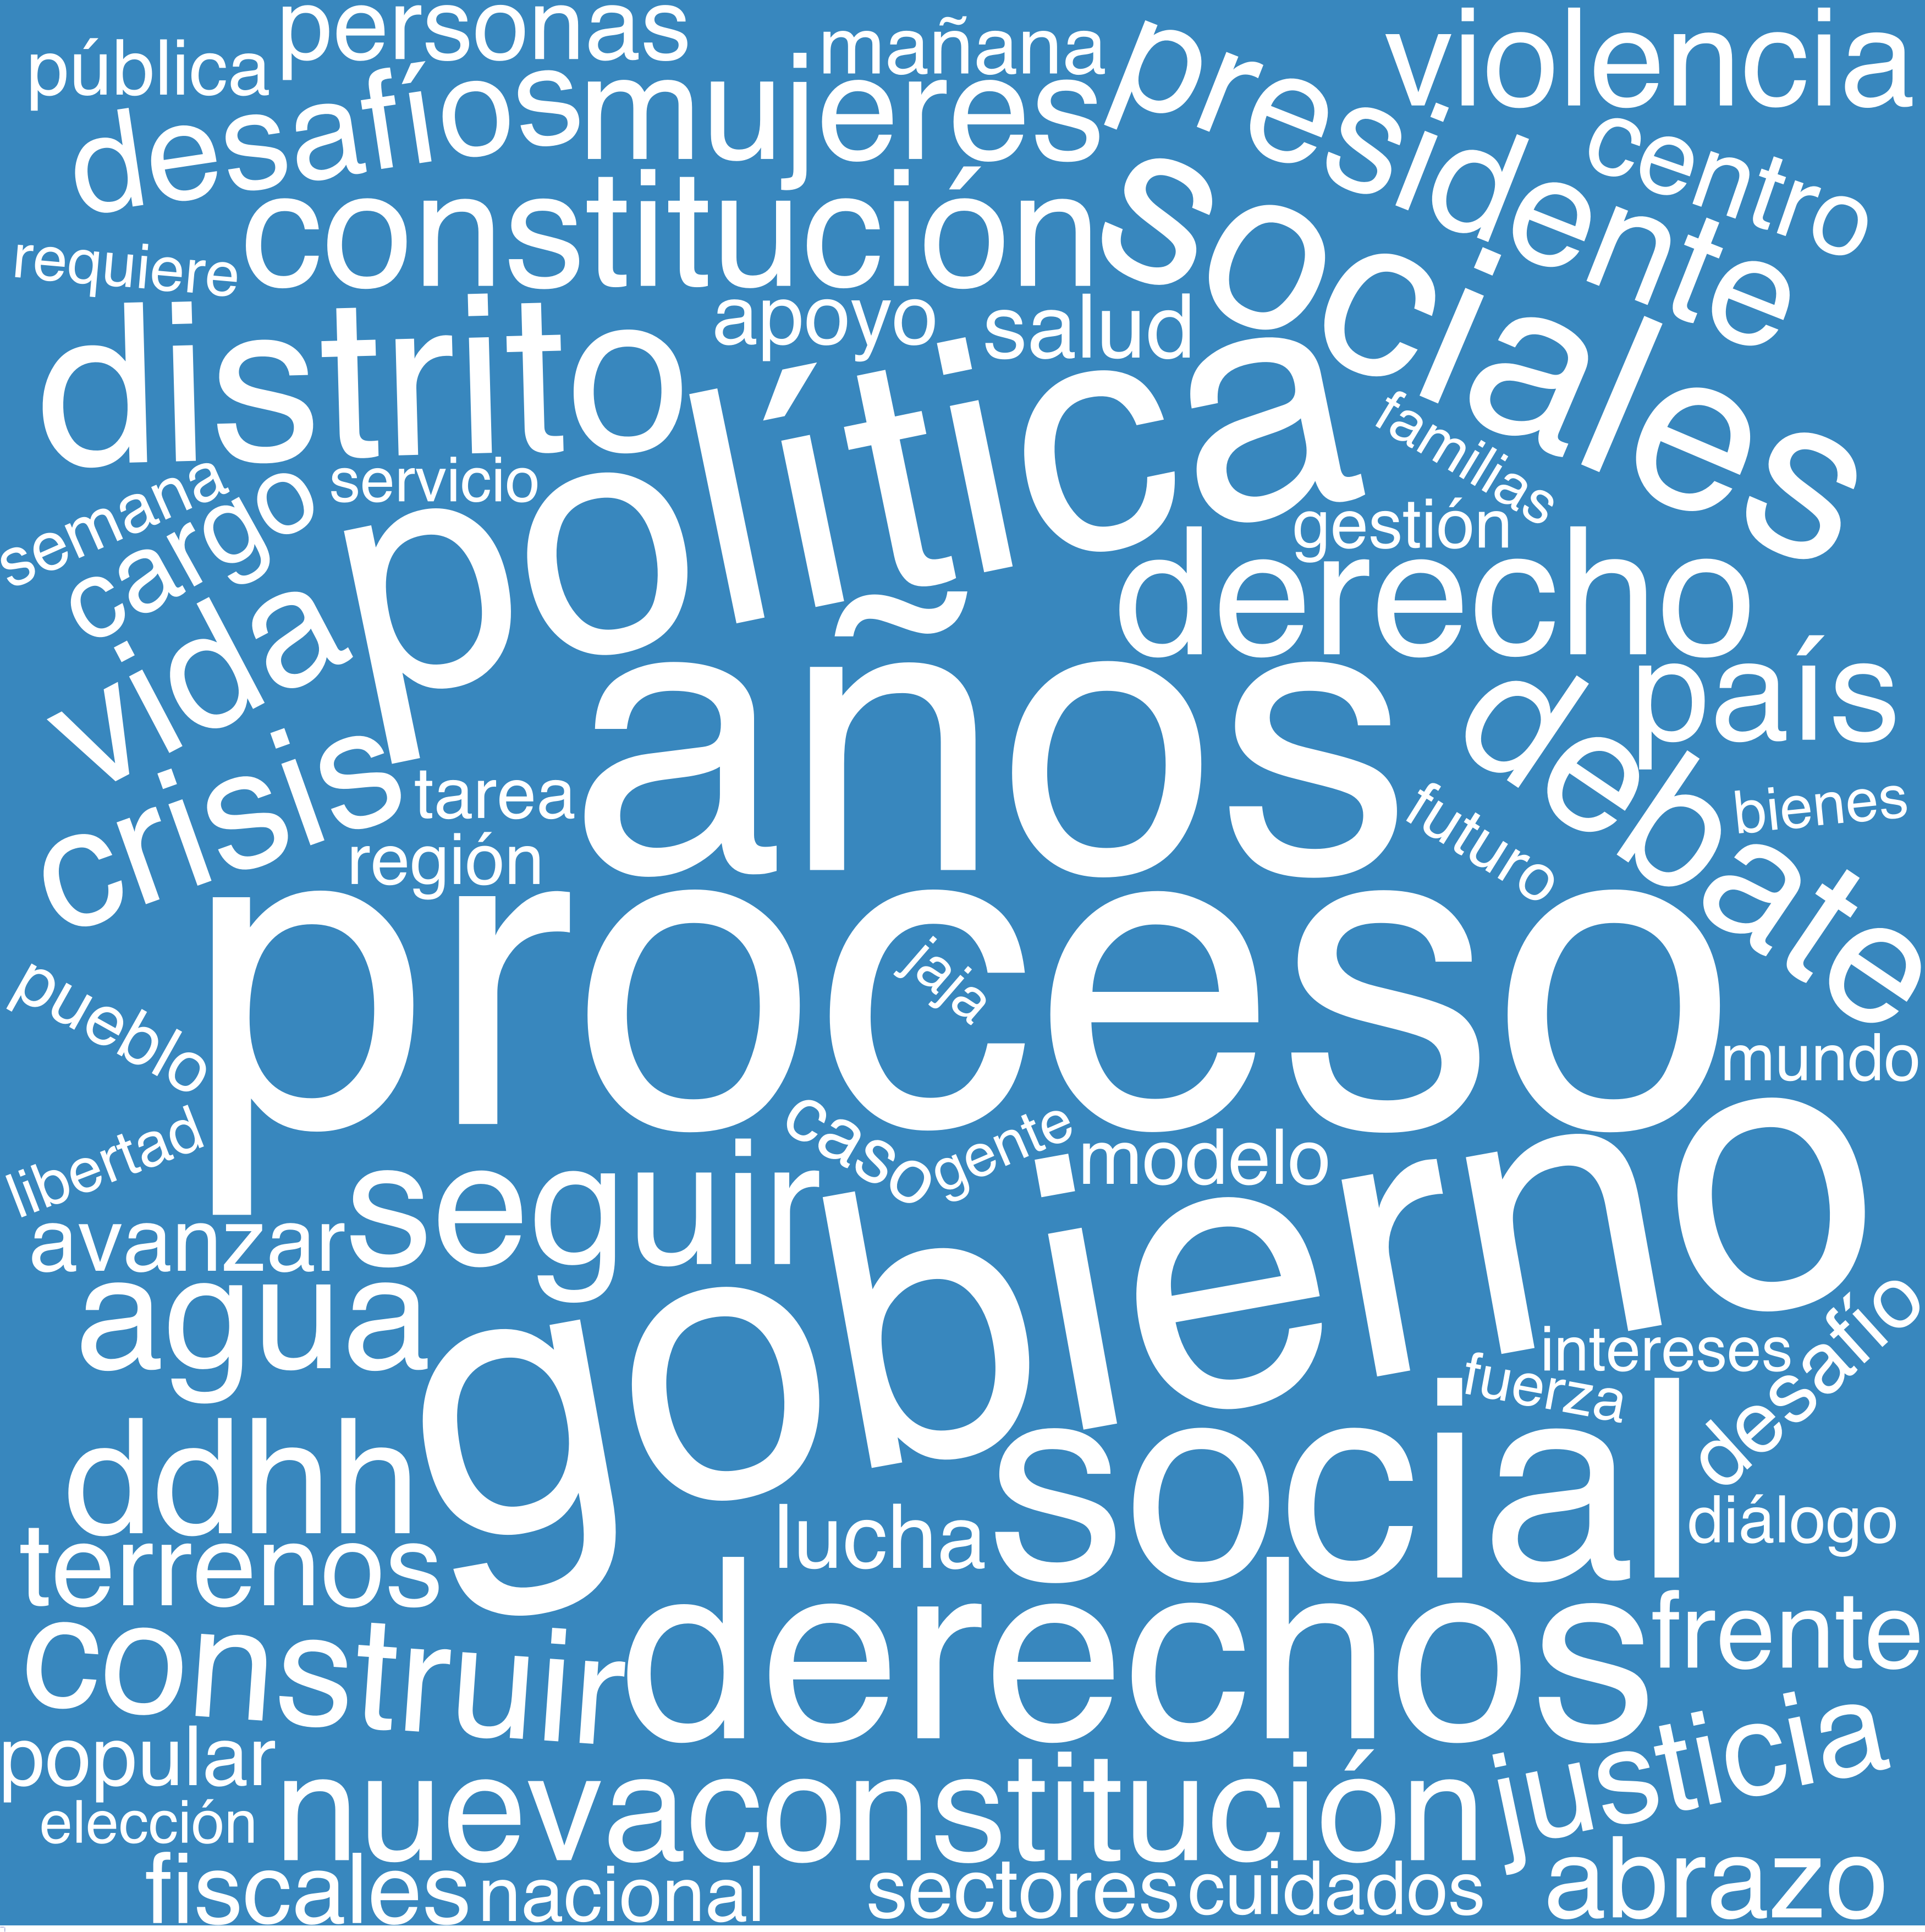 personas
mañana
violencia
pública
desafíos
mujeres
presidente
centro
constitución
sociales
requiere
distrito
apoyo
salud
política
familias
semana
servicio
cargo
gestión
derecho
vida
años
país
debate
crisis
tarea
bienes
región
futuro
proceso
jaja
pueblo
mundo
libertad
caso
gente
modelo
seguir
avanzar
gobierno
agua
intereses
desafío
fuerza
social
ddhh
lucha
diálogo
terrenos
derechos
frente
construir
justicia
popular
nuevaconstitución
elección
fiscales
nacional
sectores
cuidados
abrazo